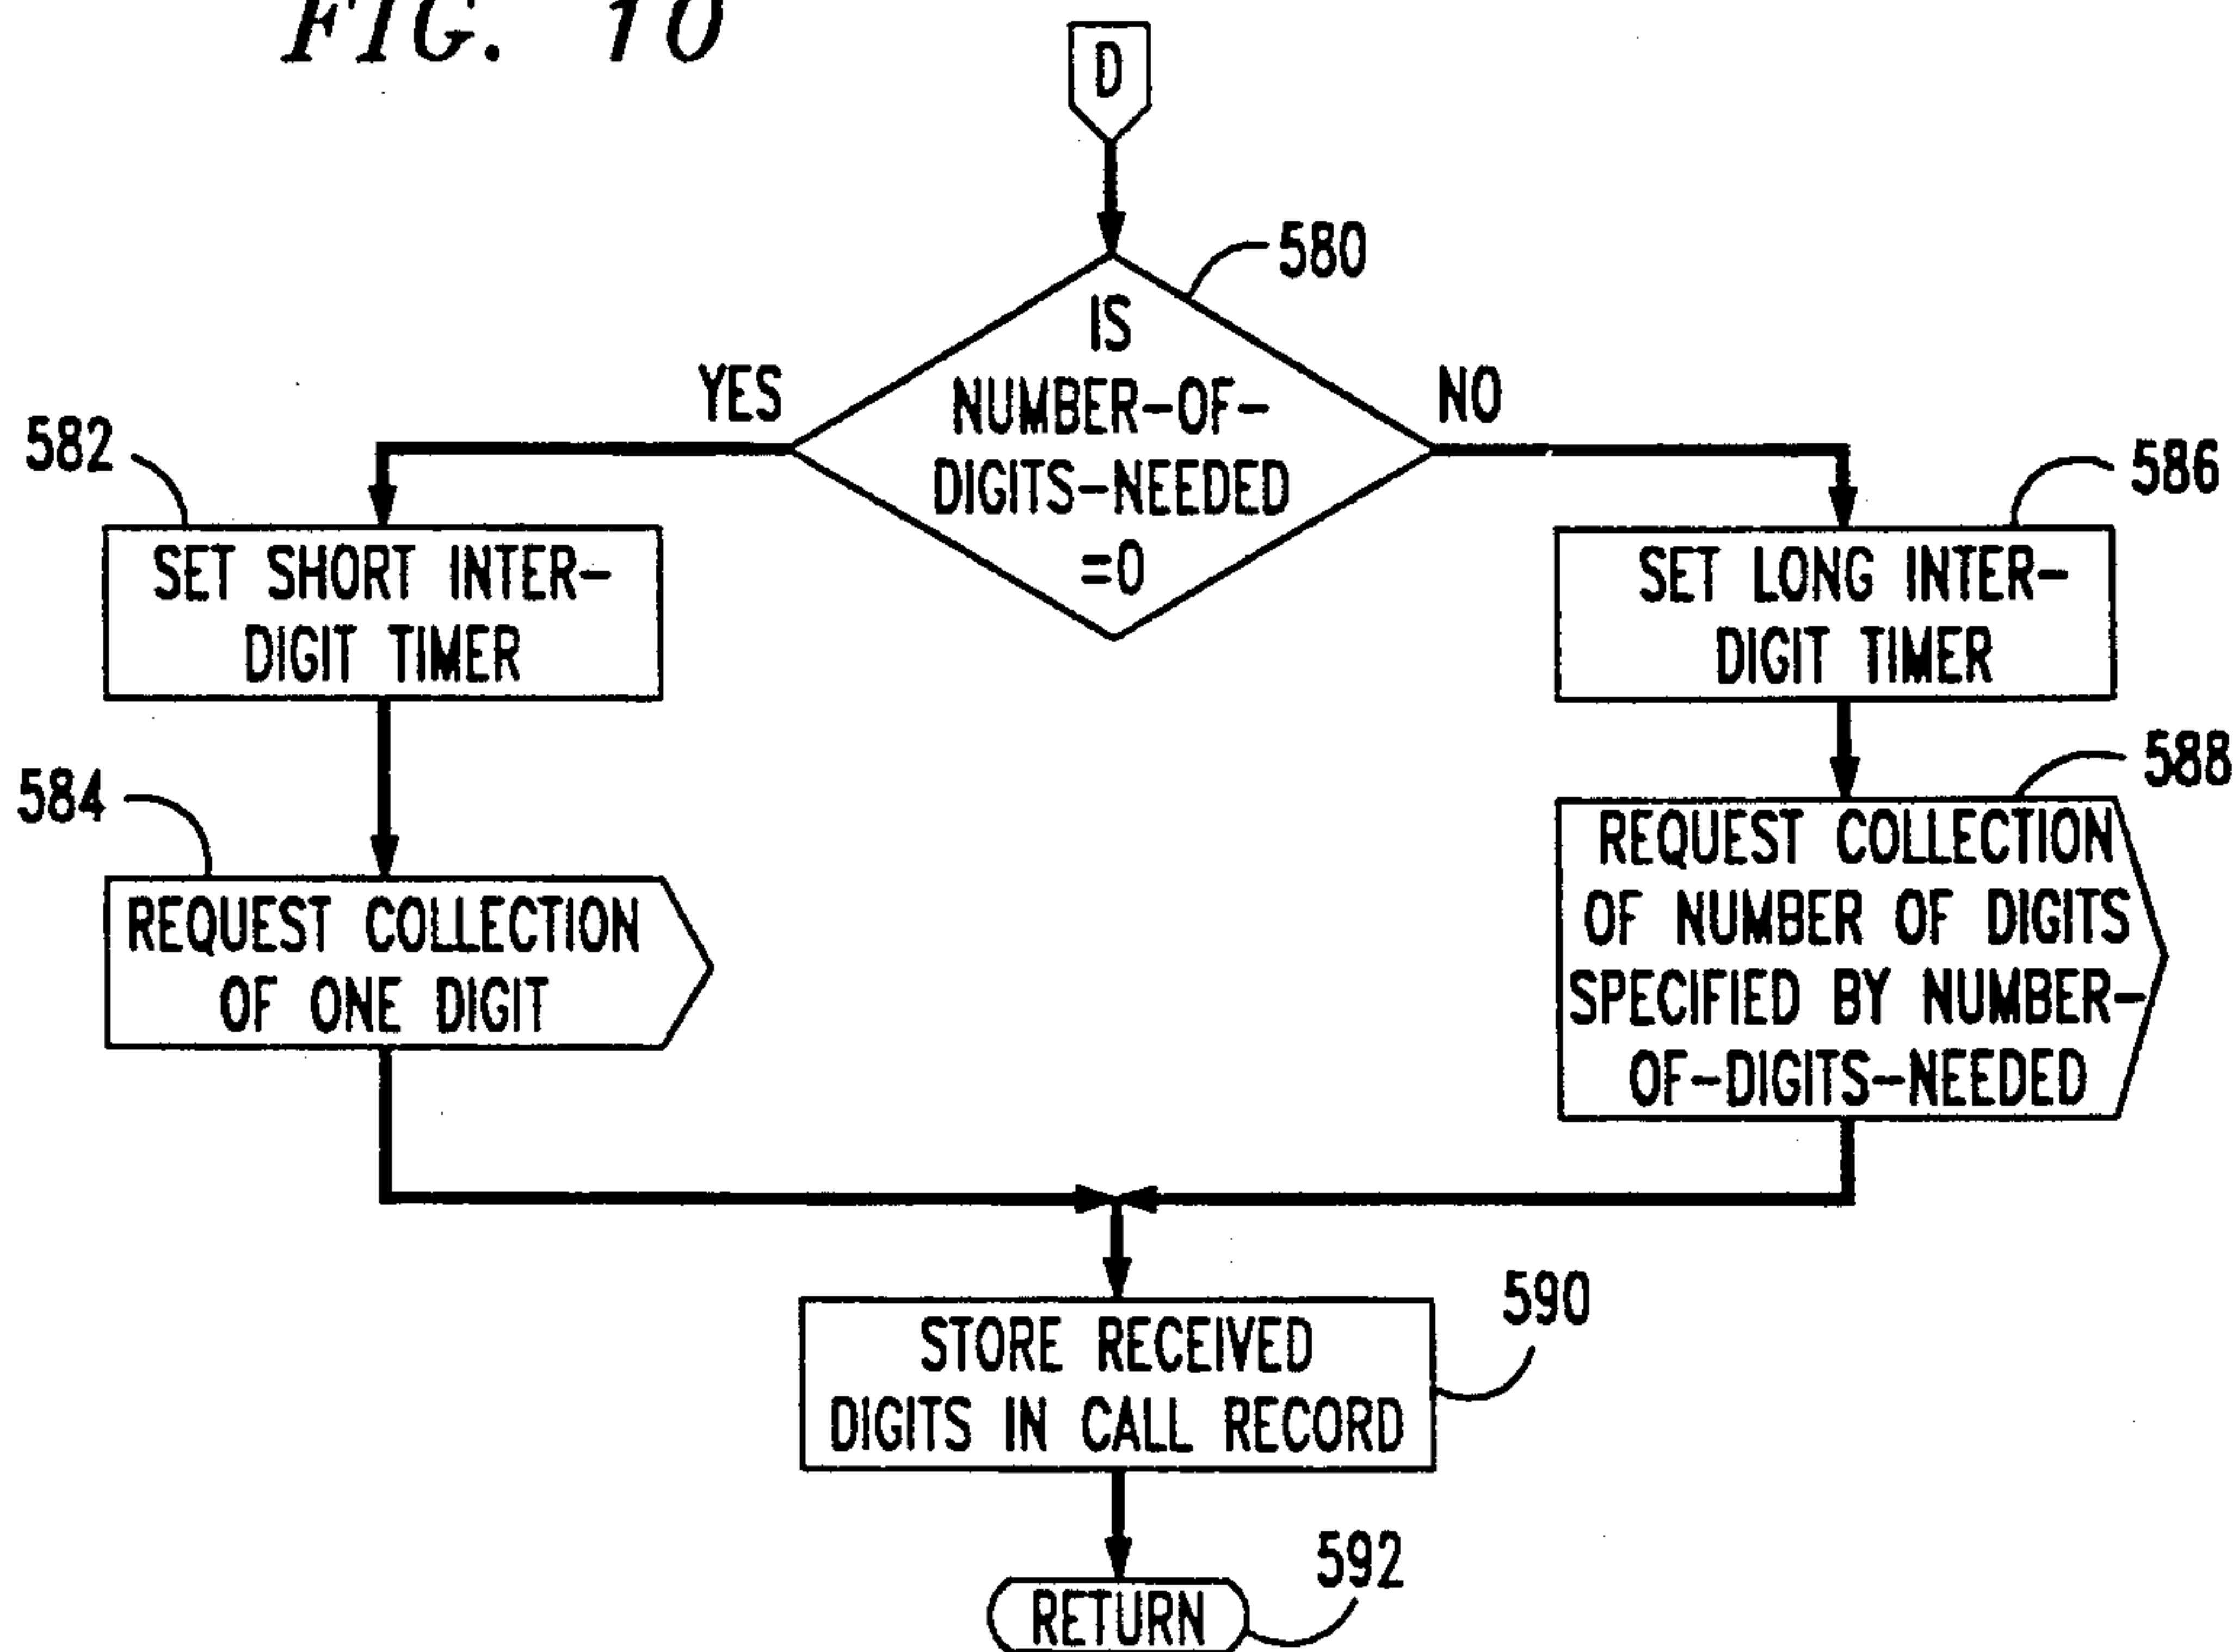 FIG. 10
D
580
IS
NUMBER-OF-
DIGITS-NEEDED
=0
YES
NO
582
SET SHORT INTER-
DIGIT TIMER
586
SET LONG INTER-
DIGIT TIMER
584
REQUEST COLLECTION
OF ONE DIGIT
588
REQUEST COLLECTION
OF NUMBER OF DIGITS
SPECIFIED BY NUMBER-
OF-DIGITS-NEEDED
590
STORE RECEIVED
DIGITS IN CALL RECORD
592
RETURN